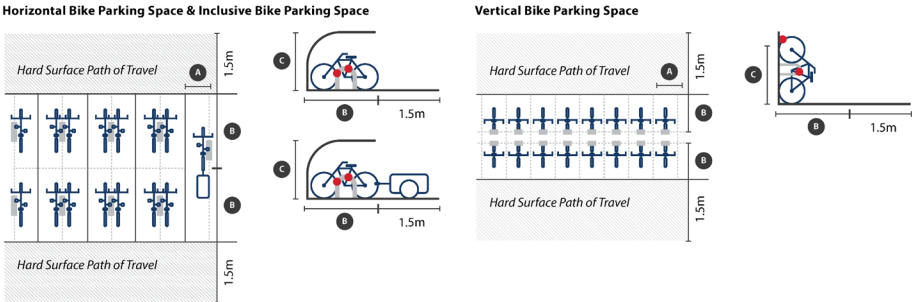 Horizontal Bike Parking Space & Inclusive Bike Parking Space
Hard Surface Path of Travel
A
1.5m
B
B
Hard Surface Path of Travel
1.5m
C
B
1.5m
C
B
1.5m
Vertical Bike Parking Space
Hard Surface Path of Travel
A
1.5m
B
B
Hard Surface Path of Travel
1.5m
C
B
1.5m